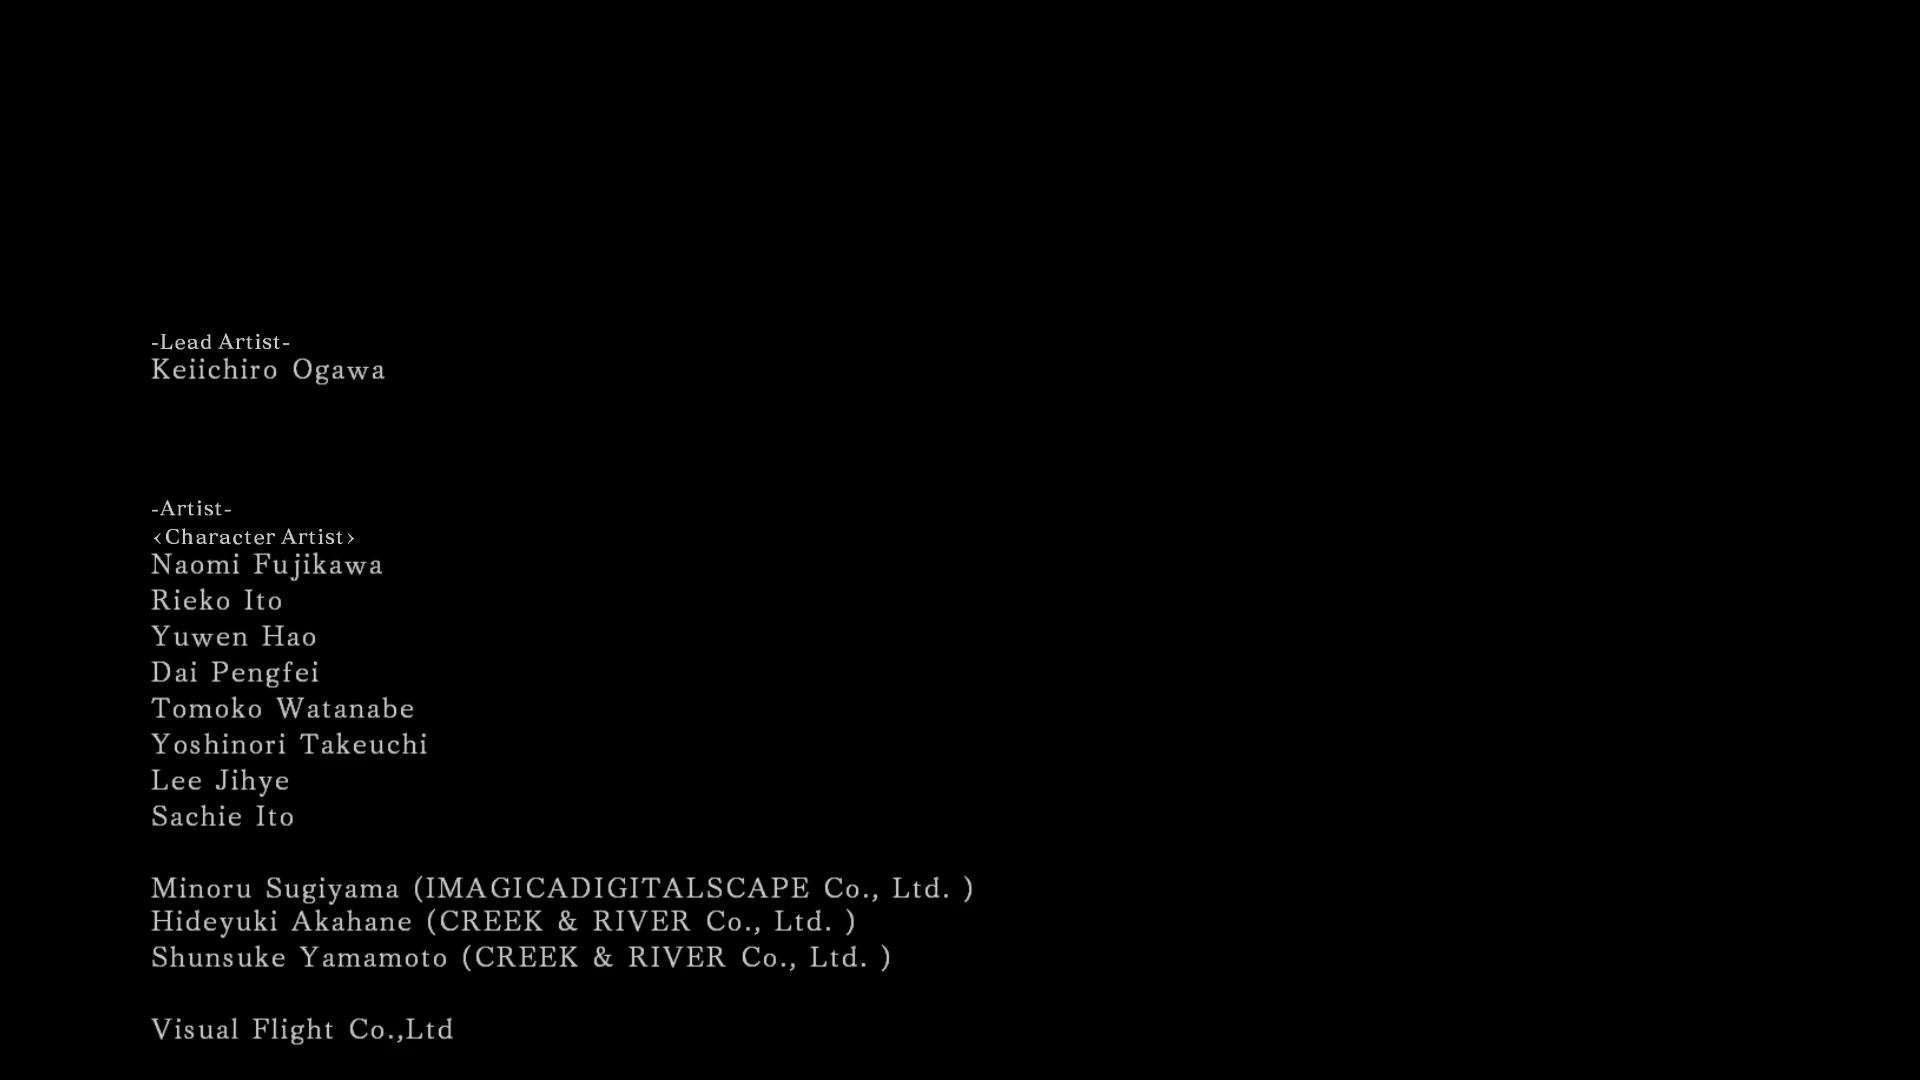 -Lead Artist-
Keiichiro Ogawa
-Artist-
<Character Artist>
Naomi Fujikawa
Rieko Ito
Yuwen Hao
Dai Pengfei
Tomoko Watanabe
Yoshinori Takeuchi
Lee Jihye
Sachie Ito
Minoru Sugiyama (IMAGICADIGITALSCAPE Co., Ltd. )
Hideyuki Akahane (CREEK & RIVER Co., Ltd. )
Shunsuke Yamamoto (CREEK & RIVER Co., Ltd. )
Visual Flight Co.,Ltd